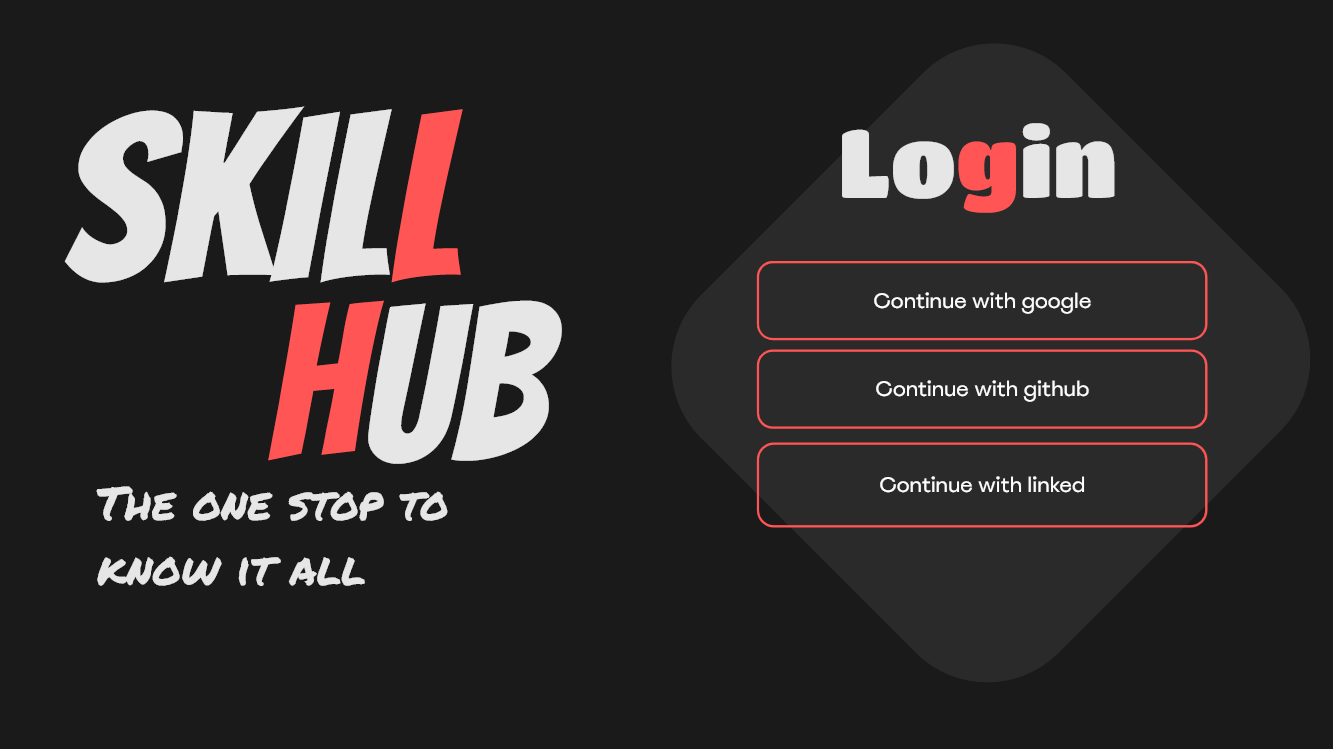 SKILL
HUB
The one stop to
know it all
Login
Continue with google
Continue with github
Continue with linked